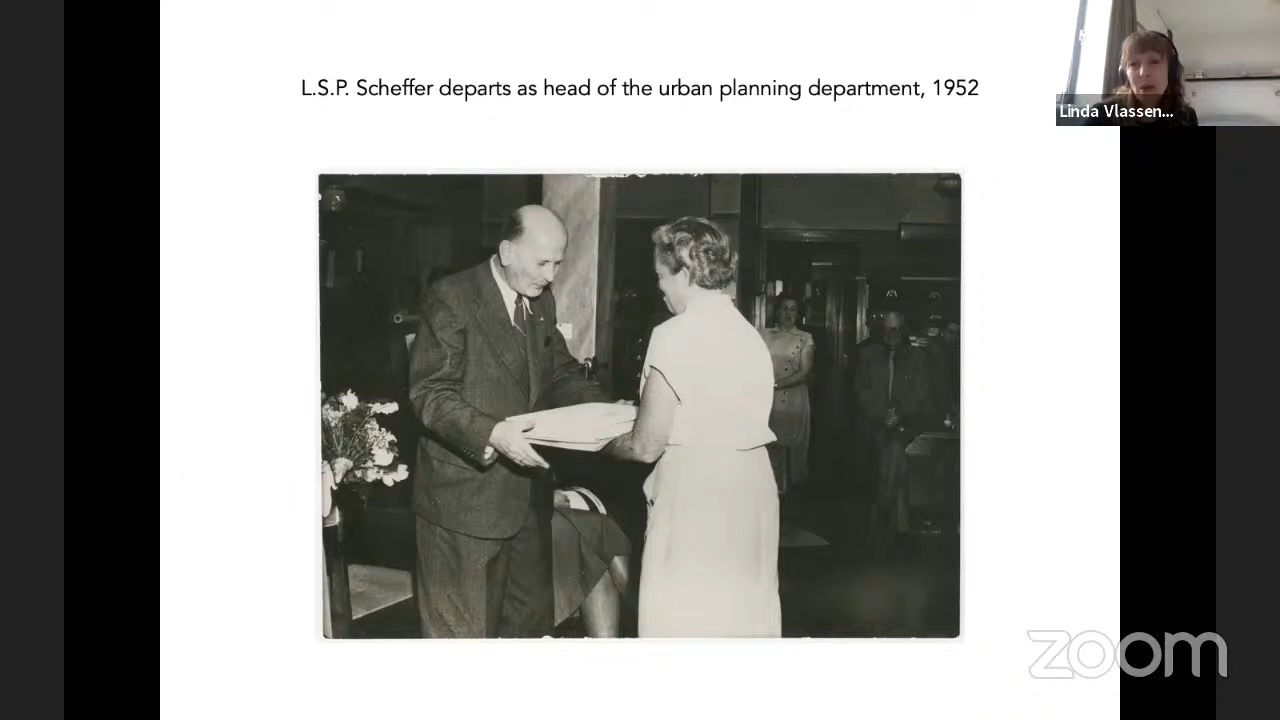 L.S.P. Scheffer departs as head of the urban planning department, 1952
Linda Vlassen...
zoom